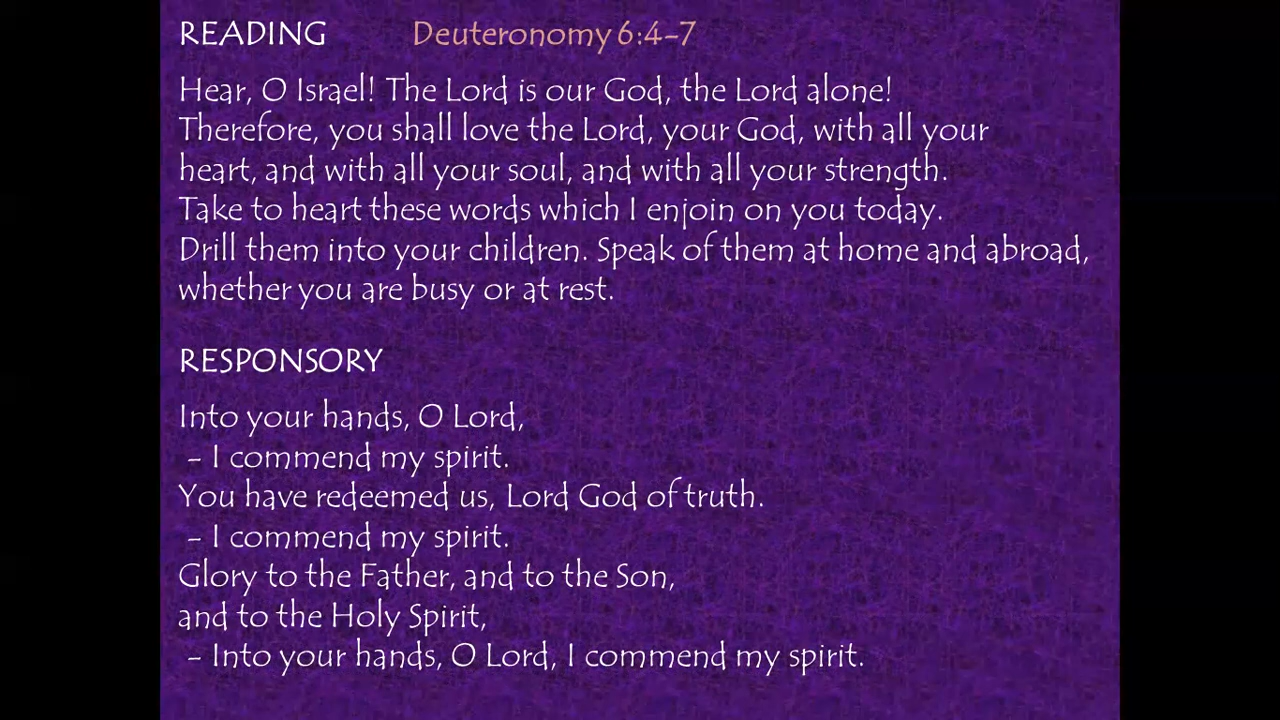 READING Deuteronomy 6:4-7
Hear, O Israel! The Lord is our God, the Lord alone!
Therefore, you shall love the Lord, your God, with all your
heart, and with all your soul, and with all your strength.
Take to heart these words which I enjoin on you today.
Drill them into your children. Speak of them at home and abroad,
whether you are busy or at rest.
RESPONSORY
Into your hands, O Lord,
- I commend my spirit.
You have redeemed us, Lord God of truth.
- I commend my spirit.
Glory to the Father, and to the Son,
and to the Holy Spirit,
- Into your hands, O Lord, I commend my spirit.